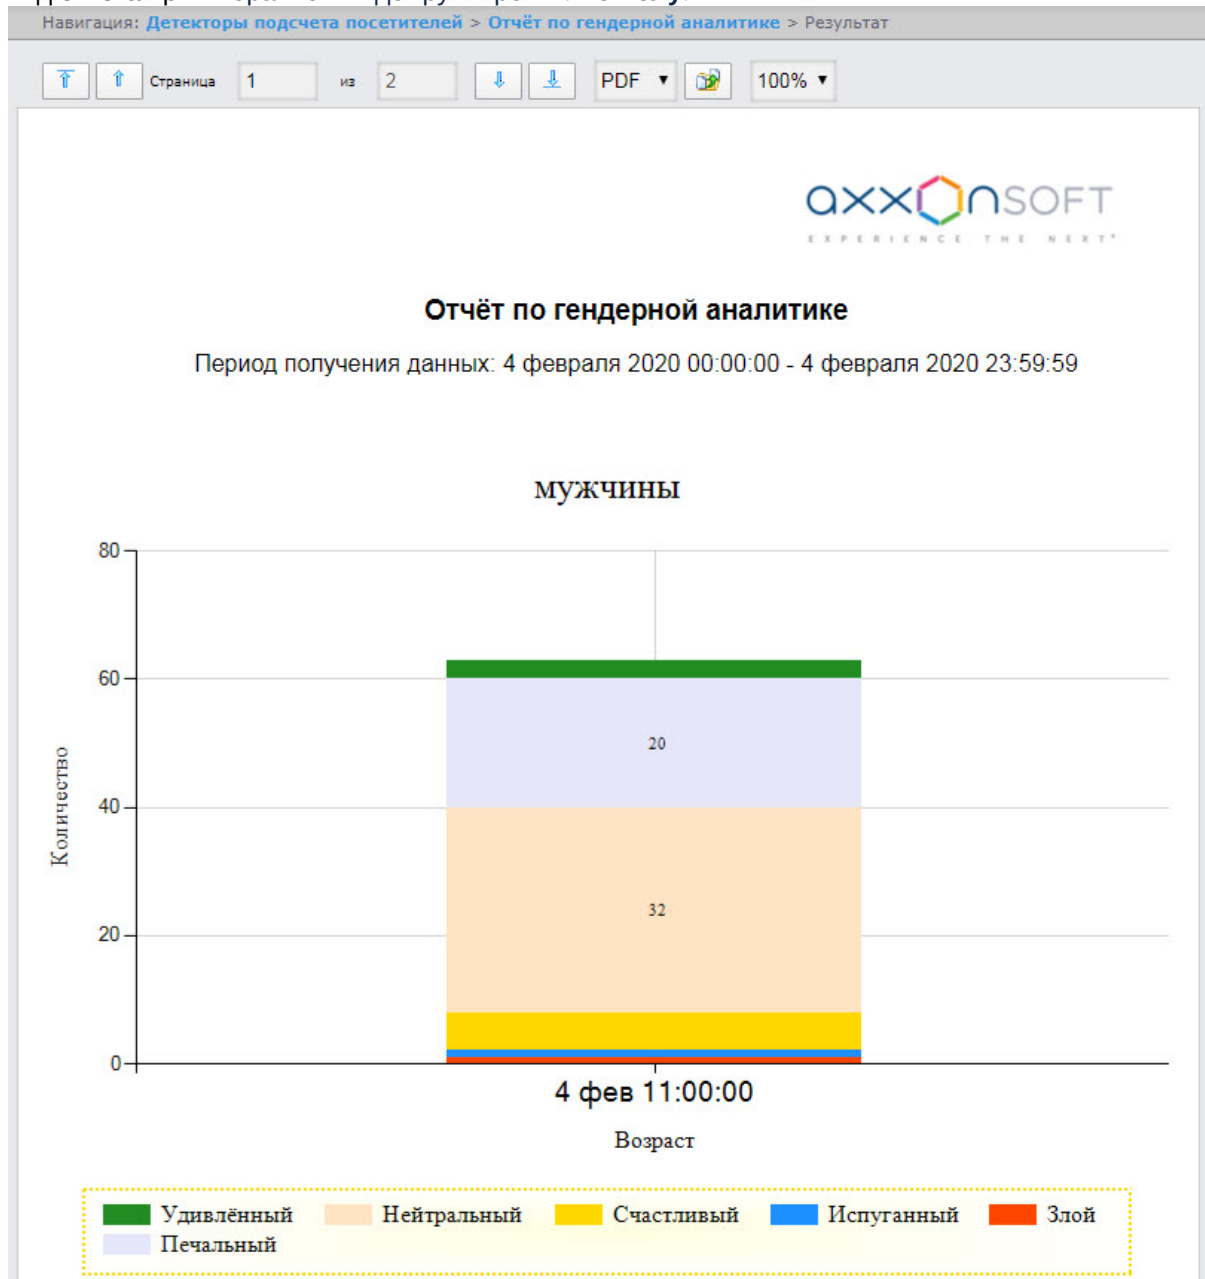 Навигация: Детекторы подсчета посетителей > Отчёт по гендерной аналитике > Результат
Страница 1 из 2 PDF 100%
axxonsoft
EXPERIENCE THE NEXT
Отчёт по гендерной аналитике
Период получения данных: 4 февраля 2020 00:00:00 - 4 февраля 2020 23:59:59
мужчины
80
60
40
20
0
Количество
20
32
4 фев 11:00:00
Возраст
Удивлённый Нейтральный Счастливый Испуганный Злой
Печальный